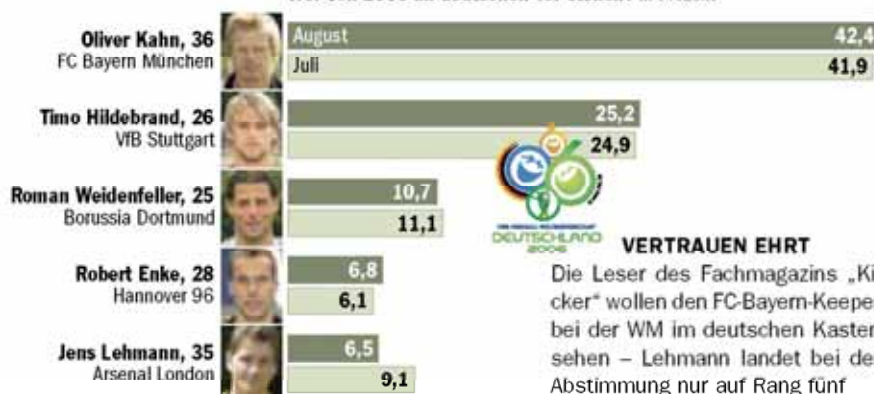 Oliver Kahn, 36
FC Bayern München
August 42,4
Juli 41,9
Timo Hildebrand, 26
VfB Stuttgart
25,2
24,9
Roman Weidenfeller, 25
Borussia Dortmund
10,7
11,1
DEUTSCHLAND
2006
Robert Enke, 28
Hannover 96
6,8
6,1
Jens Lehmann, 35
Arsenal London
6,5
9,1
VERTRAUEN EHRT
Die Leser des Fachmagazins „Ki
cker“ wollen den FC-Bayern-Keepe
bei der WM im deutschen Kaster
sehen – Lehmann landet bei de
Abstimmung nur auf Rang fünf